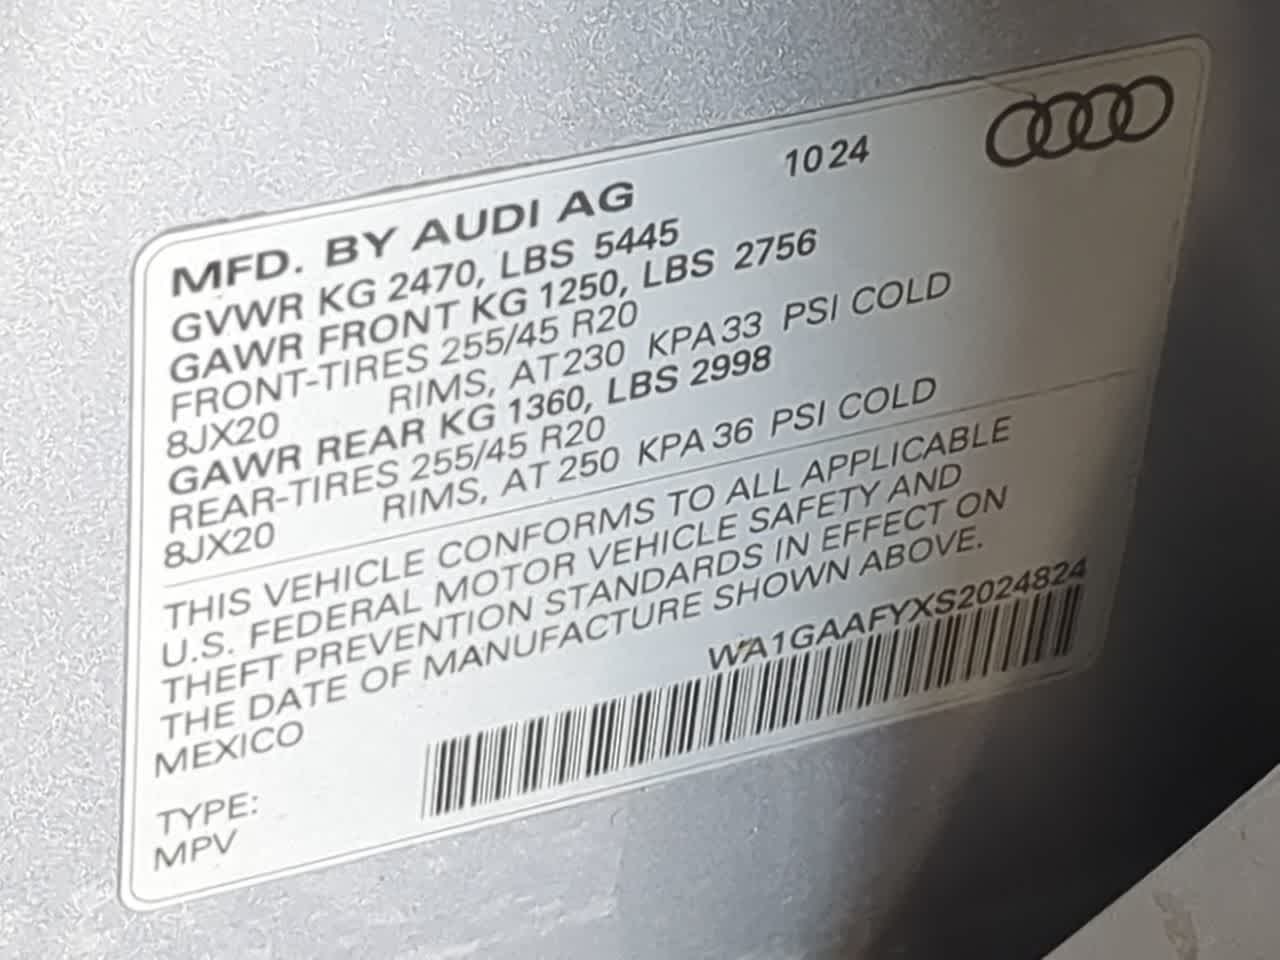 1024
MFD. BY AUDI AG
GVWR KG 2470, LBS 5445
GAWR FRONT KG 1250, LBS 2756
FRONT-TIRES 255/45 R20
8JX20 RIMS, AT 230 KPA 33 PSI COLD
GAWR REAR KG 1360, LBS 2998
REAR-TIRES 255/45 R20
8JX20 RIMS, AT 250 KPA 36 PSI COLD
THIS VEHICLE CONFORMS TO ALL APPLICABLE
U.S. FEDERAL MOTOR VEHICLE SAFETY AND
THEFT PREVENTION STANDARDS IN EFFECT ON
THE DATE OF MANUFACTURE SHOWN ABOVE.
MEXICO
WA1GAAFYXS2024824
TYPE:
MPV